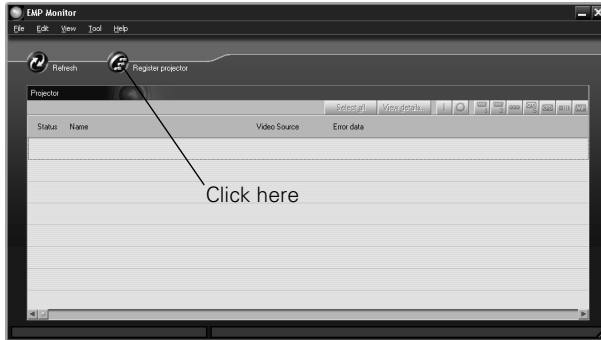 EMP Monitor
File Edit View Tool Help
Refresh Register projector
Projector
Select all View details...
Status Name Video Source Error data
Click here